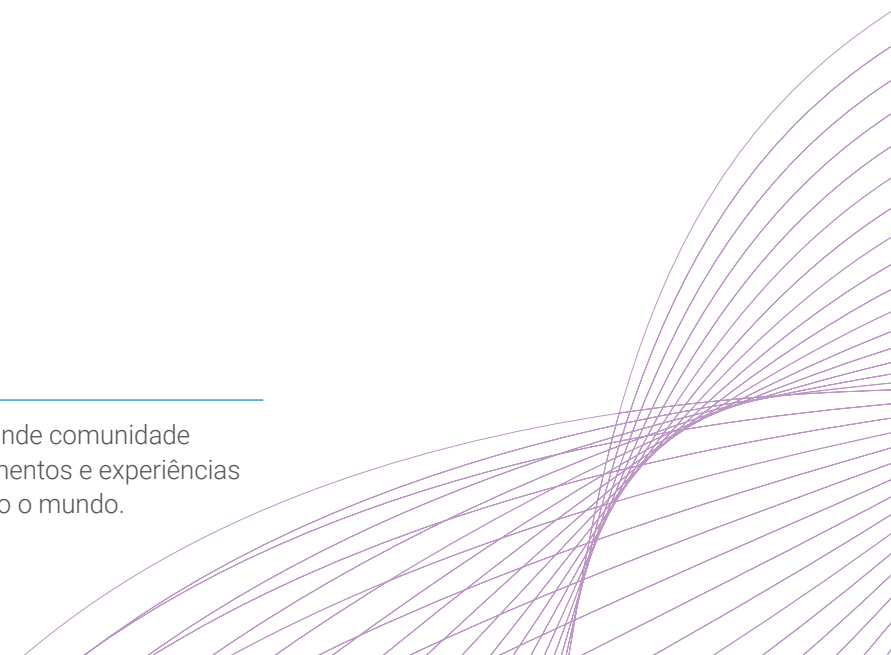 nde comunidade
nentos e experiências
o o mundo.